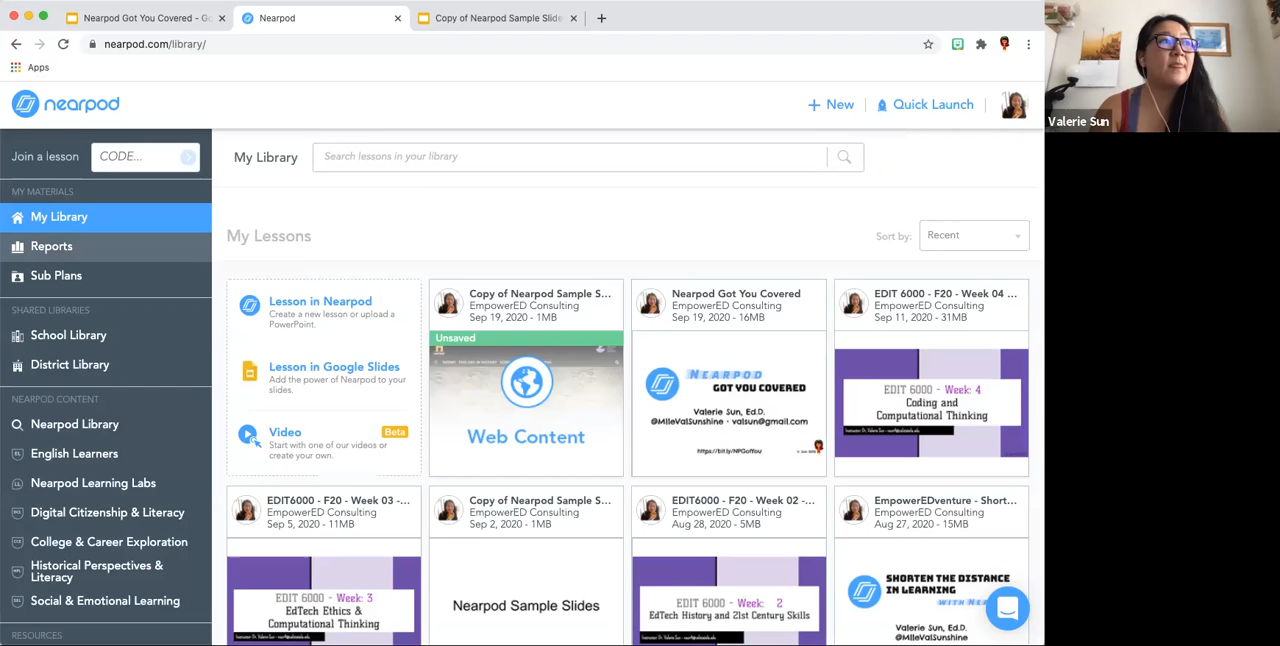 Nearpod Got You Covered - Go
Nearpod
Copy of Nearpod Sample Slide
nearpod.com/library/
Apps
nearpod
New
Quick Launch
Valerie Sun
Join a lesson
CODE...
My Library
Search lessons in your library
MY MATERIALS
My Library
Reports
Sub Plans
SHARED LIBRARIES
School Library
District Library
NEARPOD CONTENT
Nearpod Library
English Learners
Nearpod Learning Labs
Digital Citizenship & Literacy
College & Career Exploration
Historical Perspectives &
Literacy
Social & Emotional Learning
RESOURCES
My Lessons
Sort by:
Recent
Lesson in Nearpod
Create a new lesson or upload a
PowerPoint.
Lesson in Google Slides
Add the power of Nearpod to your
slides.
Video
Beta
Start with one of our videos or
create your own.
Copy of Nearpod Sample S...
EmpowerED Consulting
Sep 19, 2020 - 1MB
Unsaved
Web Content
Nearpod Got You Covered
EmpowerED Consulting
Sep 19, 2020 - 16MB
NEARPOD
GOT YOU COVERED
Valerie Sun, Ed.D.
@MlleValSunshine • valsun@gmail.com
EDIT 6000 - F20 - Week 04 ...
EmpowerED Consulting
Sep 11, 2020 - 31MB
EDIT 6000 - Week: 4
Coding and
Computational Thinking
EDIT6000 - F20 - Week 03 -...
EmpowerED Consulting
Sep 5, 2020 - 11MB
EDIT 6000 - Week: 3
EdTech Ethics &
Computational Thinking
Copy of Nearpod Sample S...
EmpowerED Consulting
Sep 2, 2020 - 1MB
Nearpod Sample Slides
EDIT6000 - F20 - Week 02 -...
EmpowerED Consulting
Aug 28, 2020 - 5MB
EDIT 6000 - Week: 2
EdTech History and 21st Century Skills
EmpowerEDventure - Short...
EmpowerED Consulting
Aug 27, 2020 - 15MB
SHORTEN THE DISTANCE
IN LEARNING
WITH
Valerie Sun, Ed.D.
@MlleValSunshine